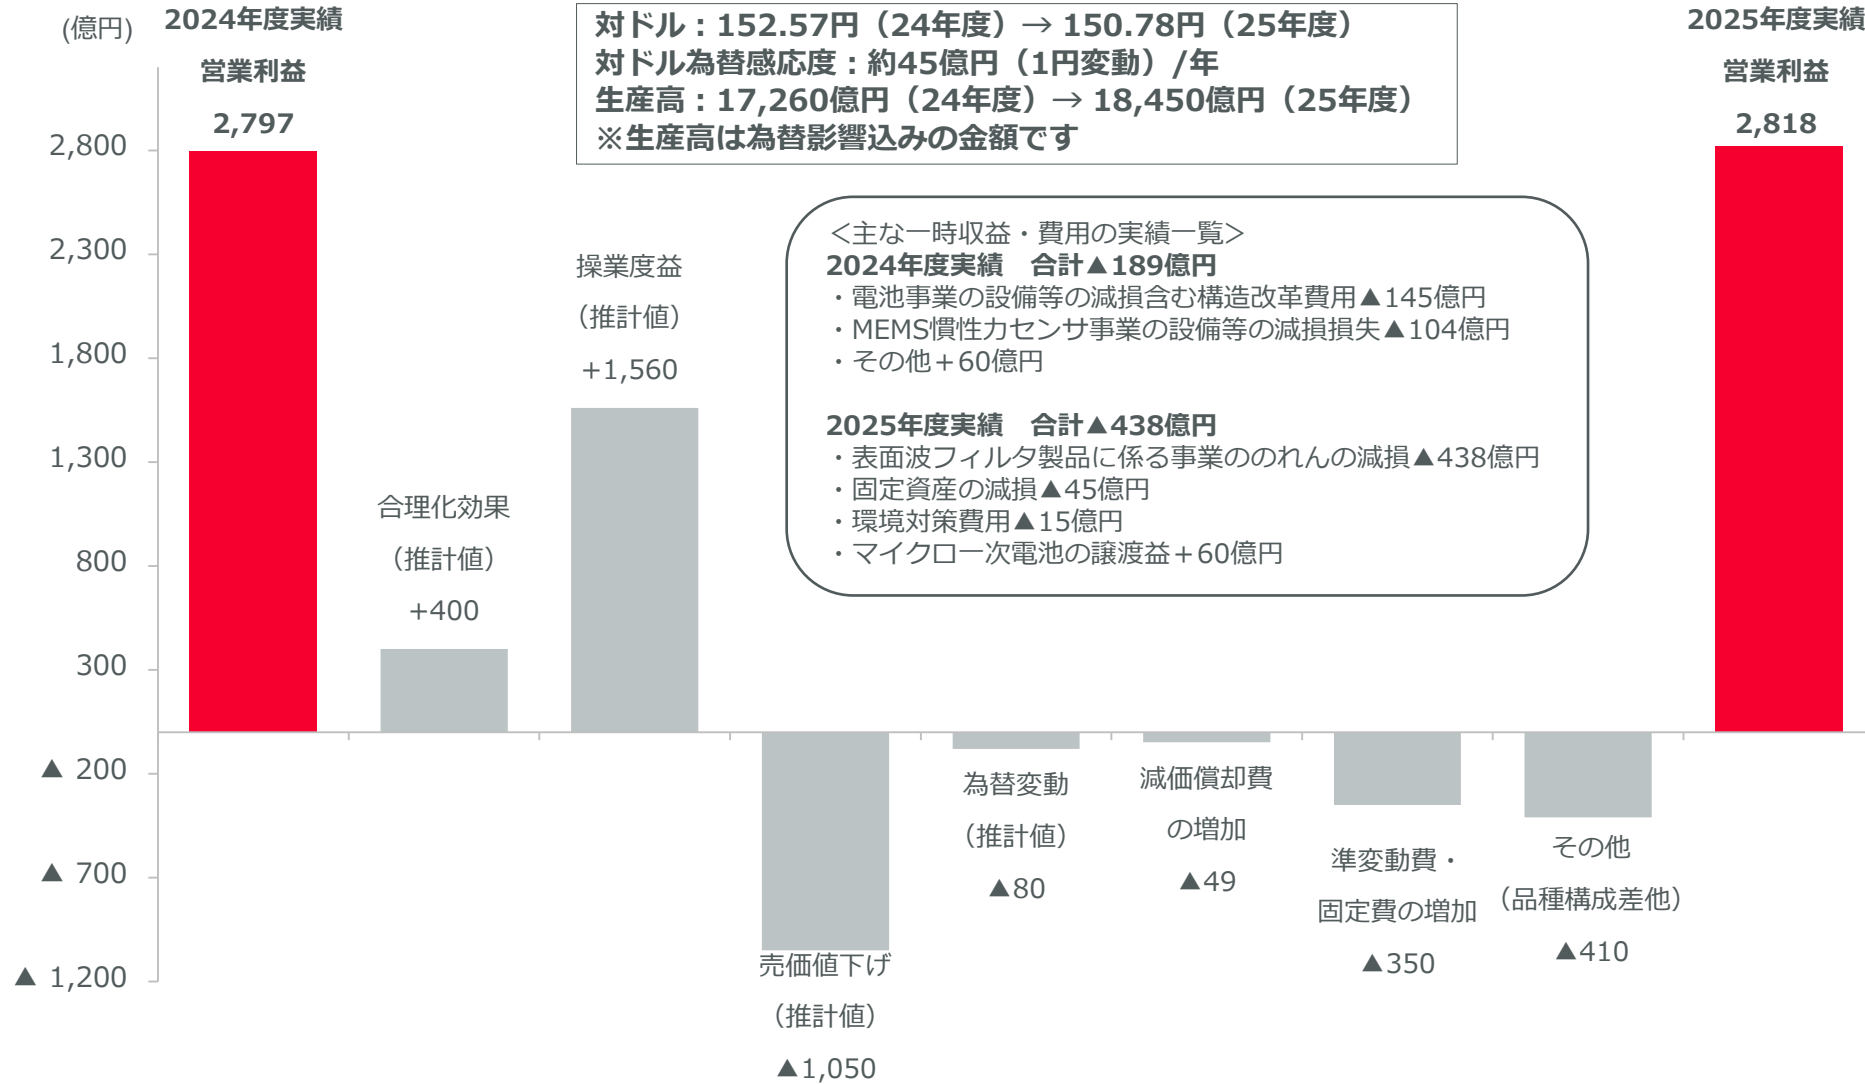 (億円)
2024年度実績
営業利益
2,797
対ドル：152.57円（24年度）→ 150.78円（25年度）
対ドル為替感応度：約45億円（1円変動）/年
生産高：17,260億円（24年度）→ 18,450億円（25年度）
※生産高は為替影響込みの金額です
2025年度実績
営業利益
2,818
2,800
2,300
1,800
1,300
800
300
▲ 200
▲ 700
▲ 1,200
合理化効果
（推計値）
+400
操業度益
（推計値）
+1,560
＜主な一時収益・費用の実績一覧＞
2024年度実績　合計▲189億円
・電池事業の設備等の減損含む構造改革費用▲145億円
・MEMS慣性力センサ事業の設備等の減損損失▲104億円
・その他＋60億円
2025年度実績　合計▲438億円
・表面波フィルタ製品に係る事業ののれんの減損▲438億円
・固定資産の減損▲45億円
・環境対策費用▲15億円
・マイクロ一次電池の譲渡益＋60億円
売価値下げ
（推計値）
▲1,050
為替変動
（推計値）
▲80
減価償却費
の増加
▲49
準変動費・
固定費の増加
▲350
その他
（品種構成差他）
▲410